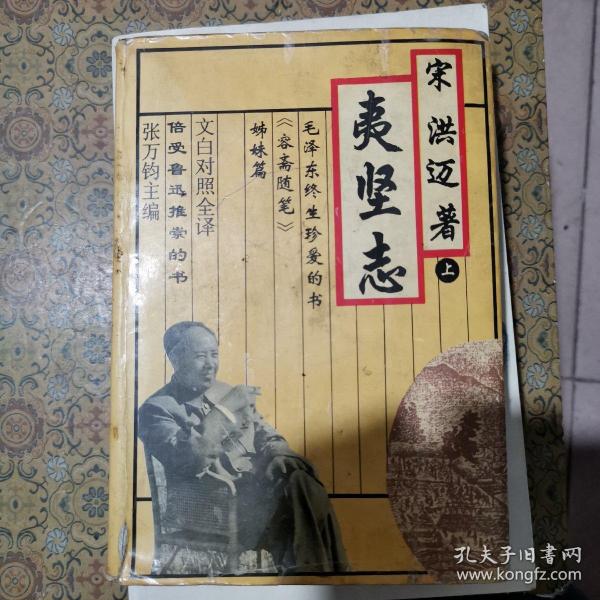 宋 洪迈 著
上
夷坚志
毛泽东终生珍爱的书
《容斋随笔》
姊妹篇
文白对照全译
倍受鲁迅推崇的书
张万钧主编
孔夫子旧書网
www.kongfz.com